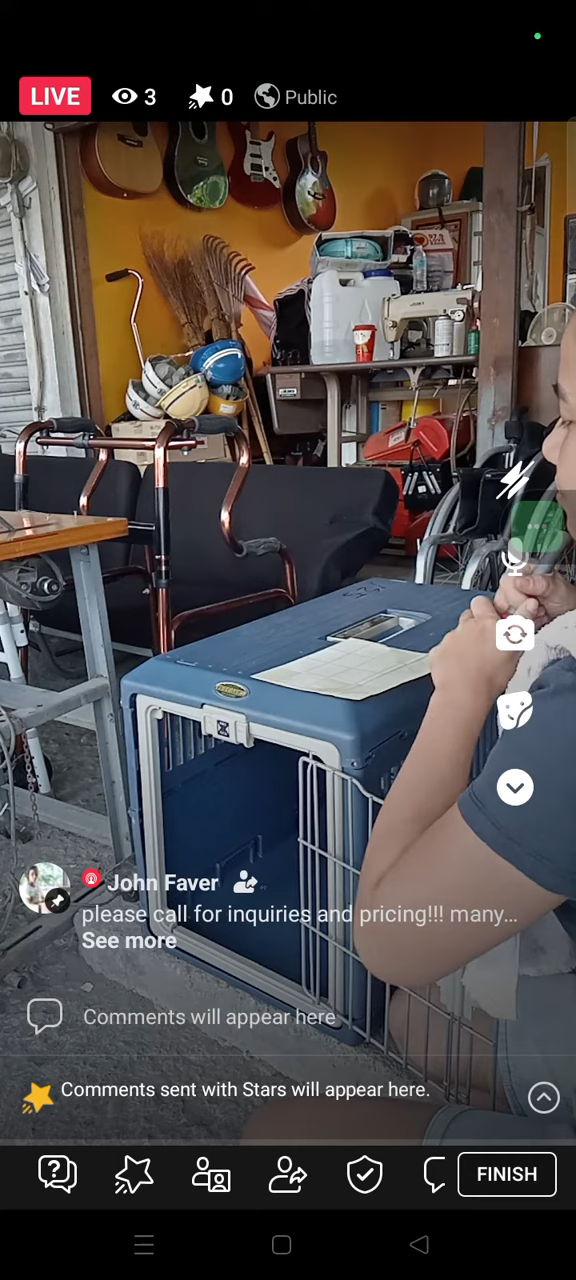 LIVE 3 0 Public
John Faver
please call for inquiries and pricing!!! many...
See more
Comments will appear here
Comments sent with Stars will appear here.
FINISH